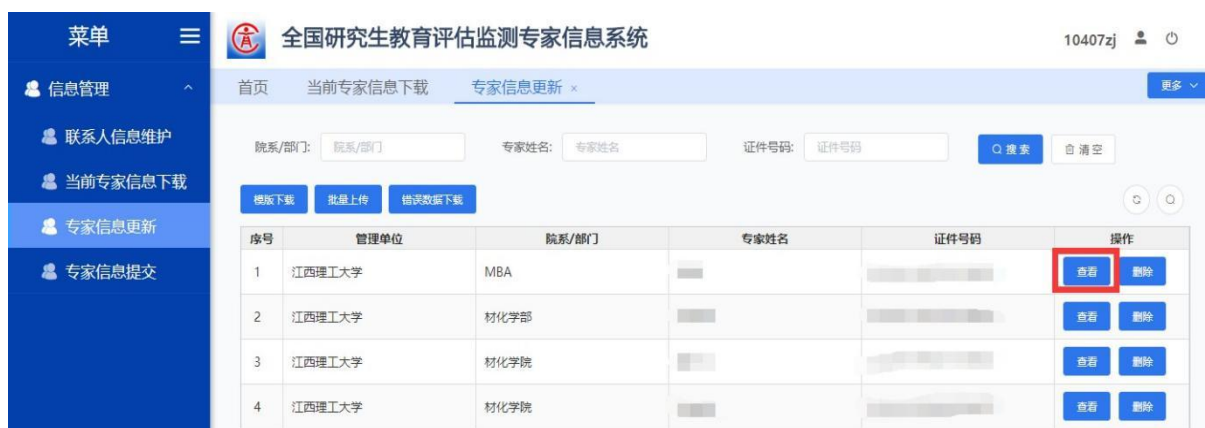 菜单
全国研究生教育评估监测专家信息系统
10407zj
信息管理
首页 当前专家信息下载 专家信息更新 × 更多
联系人信息维护
院系/部门: 院系/部门 专家姓名: 专家姓名 证件号码: 证件号码 搜索 清空
当前专家信息下载
模版下载 批量上传 错误数据下载
专家信息更新
序号 管理单位 院系/部门 专家姓名 证件号码 操作
专家信息提交
1 江西理工大学 MBA 查看 删除
2 江西理工大学 材化学部 查看 删除
3 江西理工大学 材化学院 查看 删除
4 江西理工大学 材化学院 查看 删除